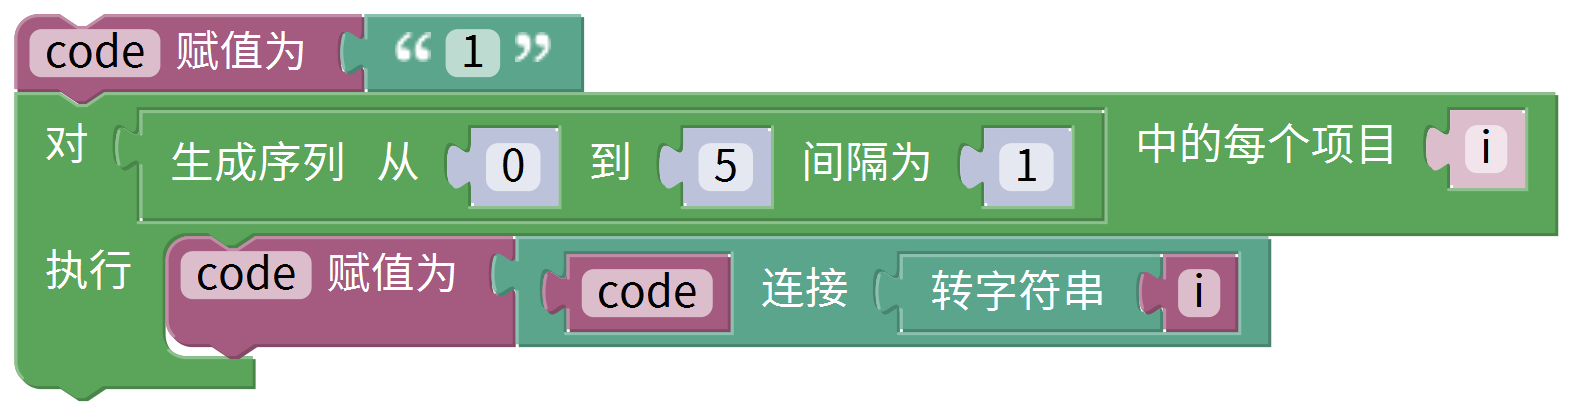 code 赋值为 “ 1 ”
对 生成序列 从 0 到 5 间隔为 1 中的每个项目 i
执行 code 赋值为 code 连接 转字符串 i